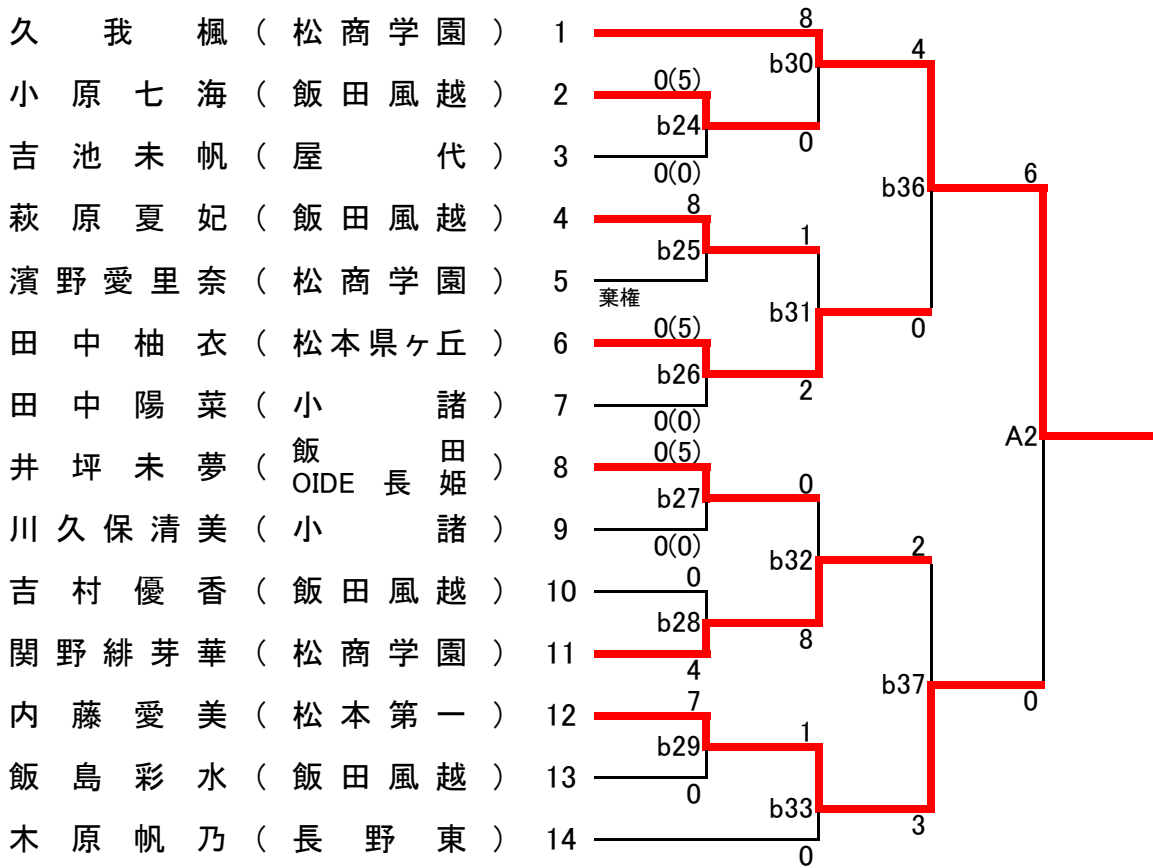 8
久我楓(松商学園) 1
4
b30
0(5)
小原七海(飯田風越) 2
b24
0
吉池未帆(屋代) 3
0(0)
b36
6
8
萩原夏妃(飯田風越) 4
1
b25
濱野愛里奈(松商学園) 5
棄権
b31
0(5)
0
田中柚衣(松本県ヶ丘) 6
b26
2
田中陽菜(小諸) 7
0(0)
A2
0(5)
井坪未夢(飯田OIDE長姫) 8
0
b27
川久保清美(小諸) 9
0(0)
b32
2
0
吉村優香(飯田風越) 10
b28
8
関野緋芽華(松商学園) 11
4
b37
0
7
内藤愛美(松本第一) 12
1
b29
飯島彩水(飯田風越) 13
0
b33
3
木原帆乃(長野東) 14
0